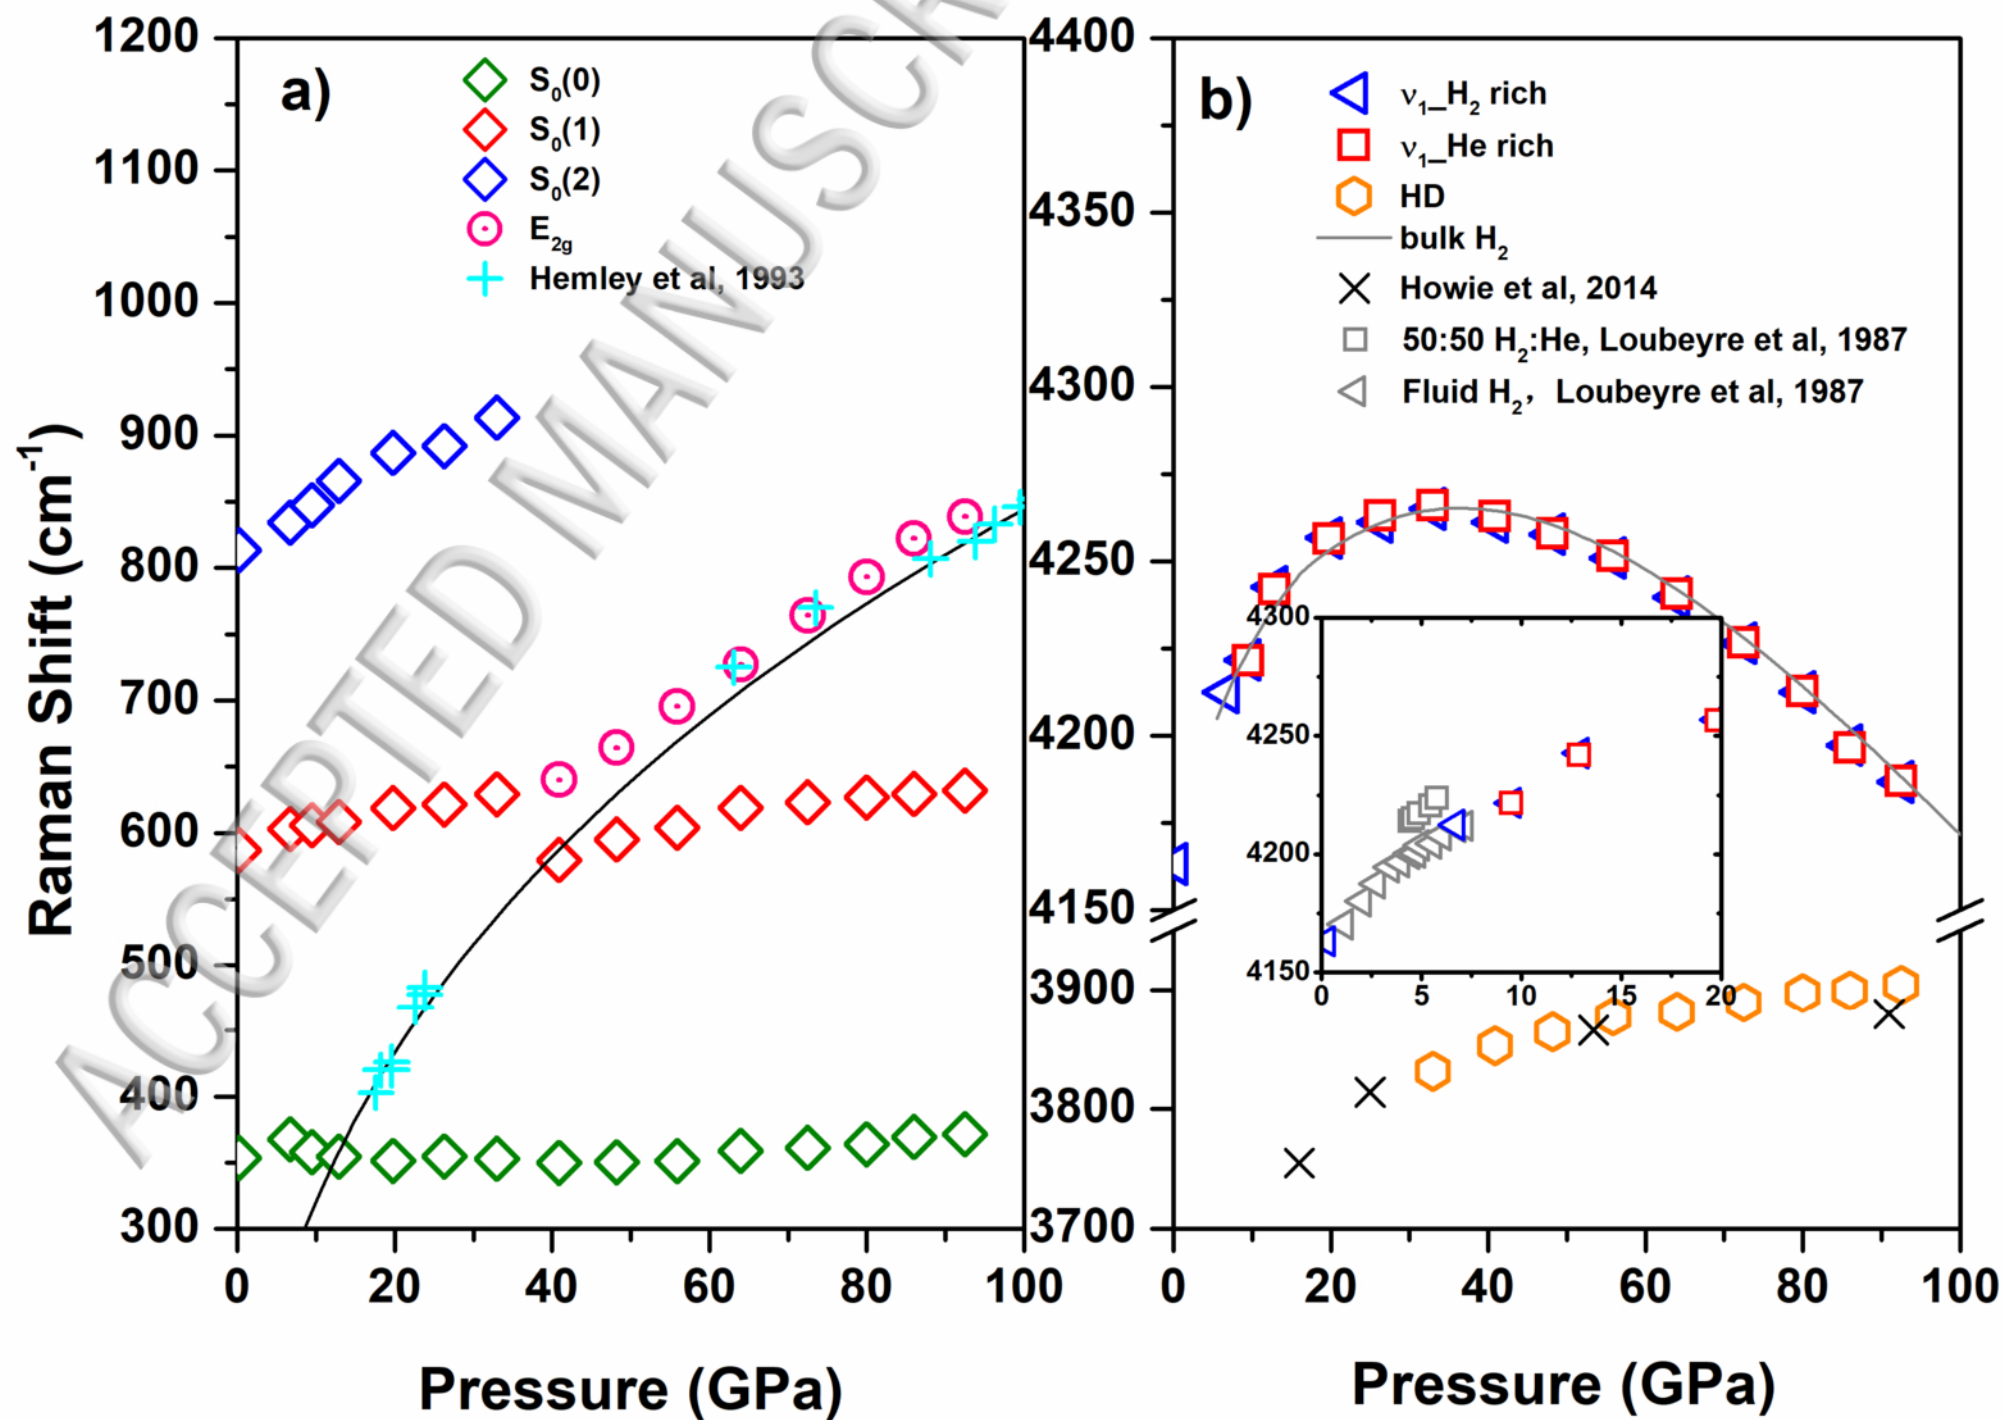 a)
S0(0)
S0(1)
S0(2)
E2g
Hemley et al, 1993
1200
1100
1000
900
800
700
600
500
400
300
Raman Shift (cm-1)
0 20 40 60 80 100
Pressure (GPa)
b)
ν1_H2 rich
ν1_He rich
HD
bulk H2
Howie et al, 2014
50:50 H2:He, Loubeyre et al, 1987
Fluid H2, Loubeyre et al, 1987
4400
4350
4300
4250
4200
4150
3900
3800
3700
4300
4250
4200
4150
0 5 10 15 20
0 20 40 60 80 100
Pressure (GPa)
ACCEPTED MANUSCR